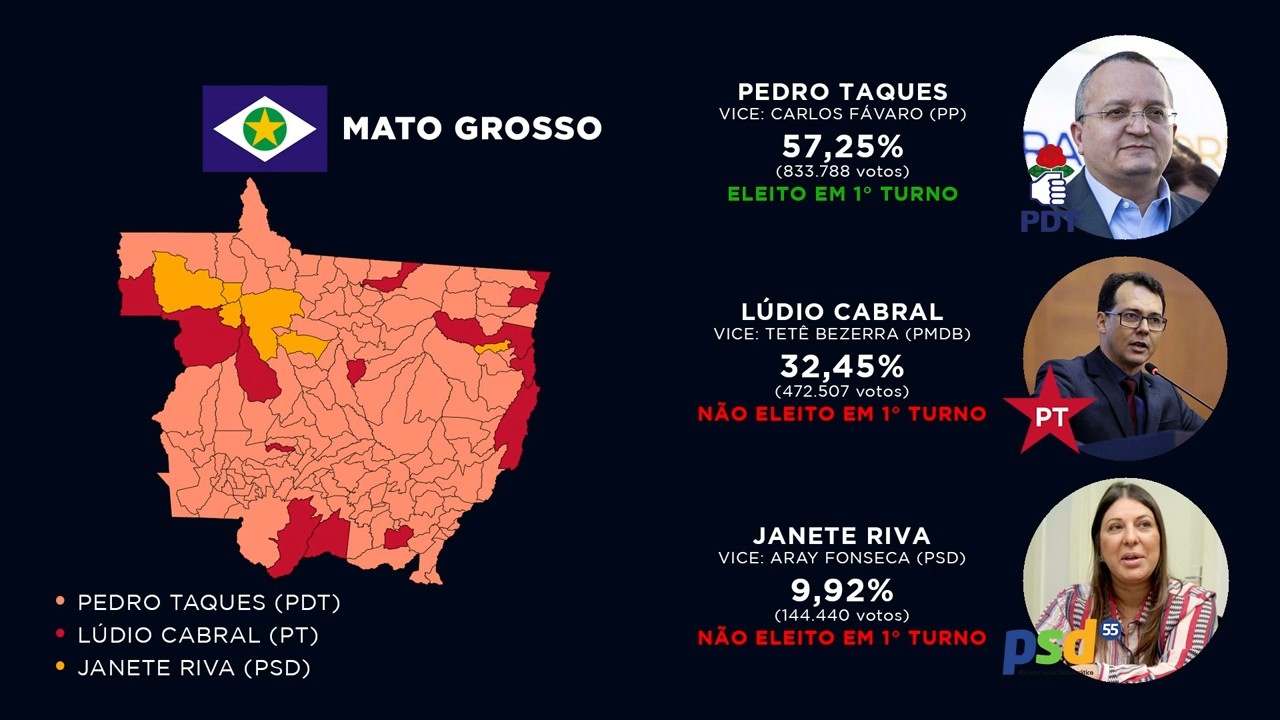 MATO GROSSO
PEDRO TAQUES (PDT)
LÚDIO CABRAL (PT)
JANETE RIVA (PSD)
PEDRO TAQUES
VICE: CARLOS FÁVARO (PP)
57,25%
(833.788 votos)
ELEITO EM 1º TURNO
PDT
LÚDIO CABRAL
VICE: TETÊ BEZERRA (PMDB)
32,45%
(472.507 votos)
NÃO ELEITO EM 1º TURNO
PT
JANETE RIVA
VICE: ARAY FONSECA (PSD)
9,92%
(144.440 votos)
NÃO ELEITO EM 1º TURNO
psd 55